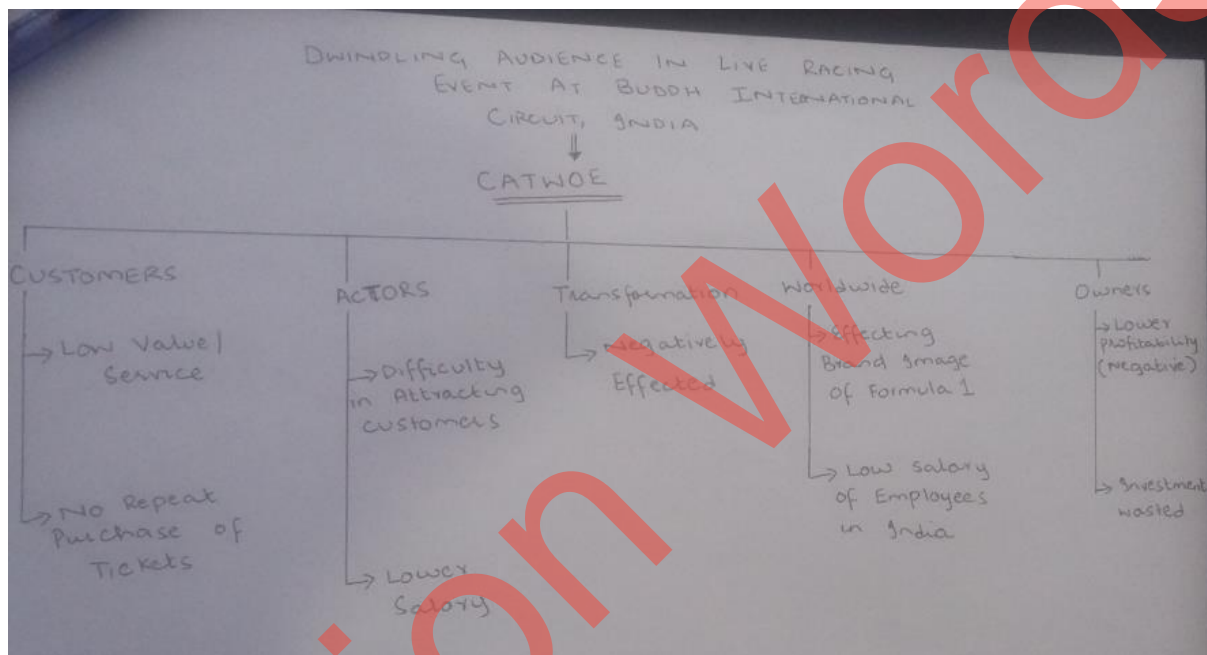 DWINDLING AUDIENCE IN LIVE RACING
EVENT AT BUDDH INTERNATIONAL
CIRCUIT, INDIA
CATWOE
CUSTOMERS
→ Low Value/
Service
→ No Repeat
Purchase of
Tickets
ACTORS
→ Difficulty
in Attracting
customers
→ Lower
Salary
Transformation
→ Negatively
Effected
Worldwide
→ Effecting
Brand Image
of Formula 1
→ Low salary
of Employees
in India
Owners
→ Lower
Profitability
(Negative)
→ Investment
wasted
ion Word